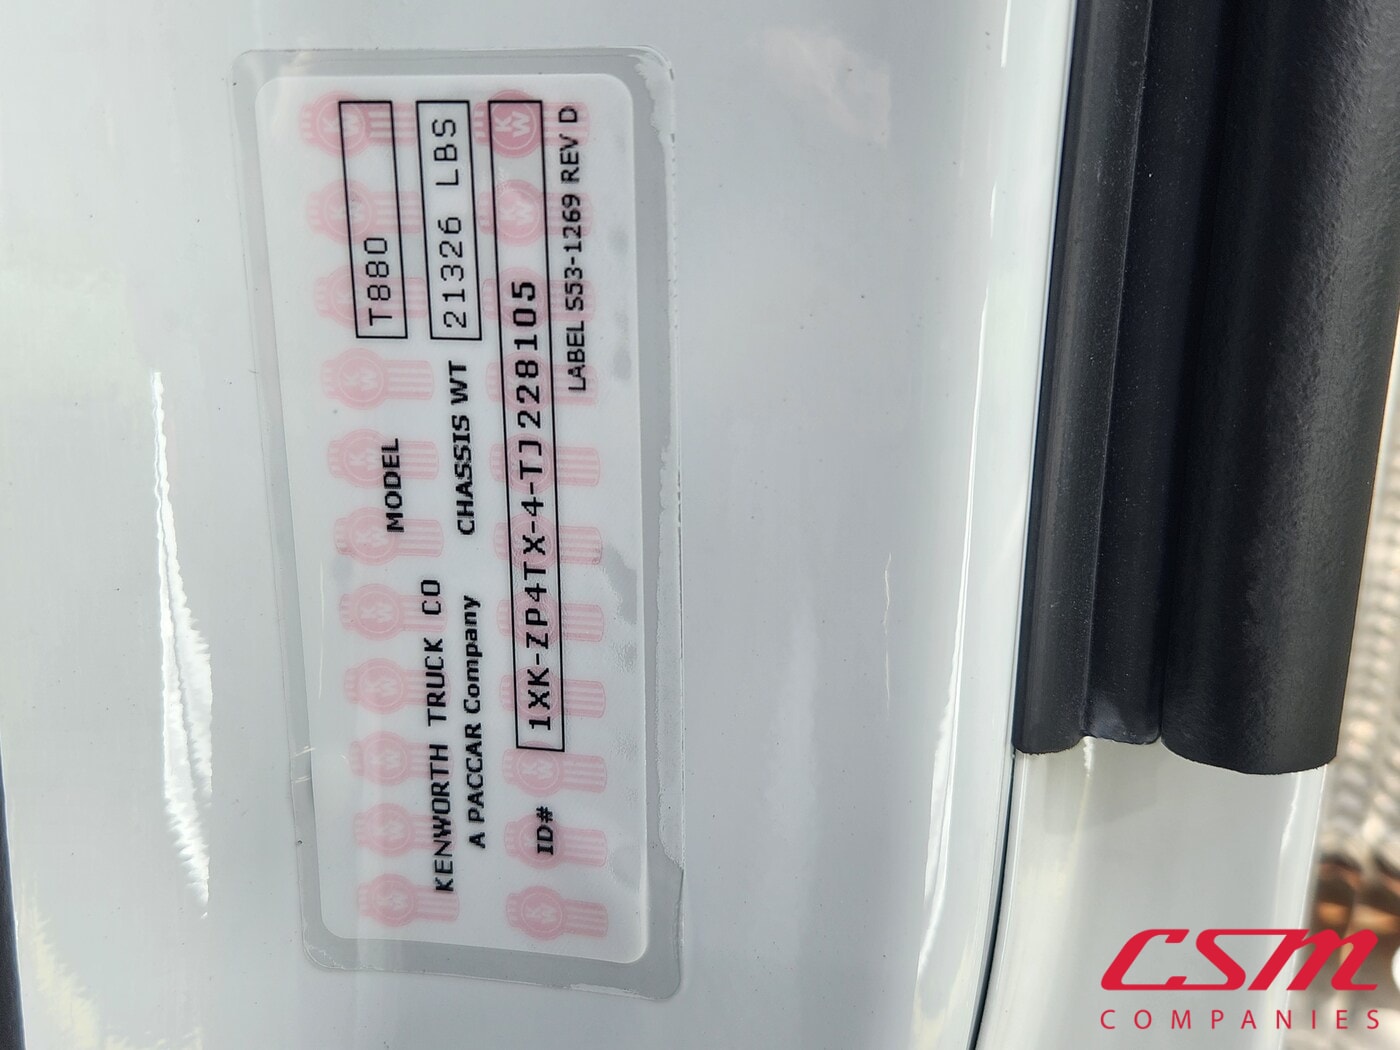 MODEL T880
KENWORTH TRUCK CO
A PACCAR Company CHASSIS WT 21326 LBS
ID# 1XK-ZP4TX-4-TJ228105
LABEL S53-1269 REV D
CSM
COMPANIES